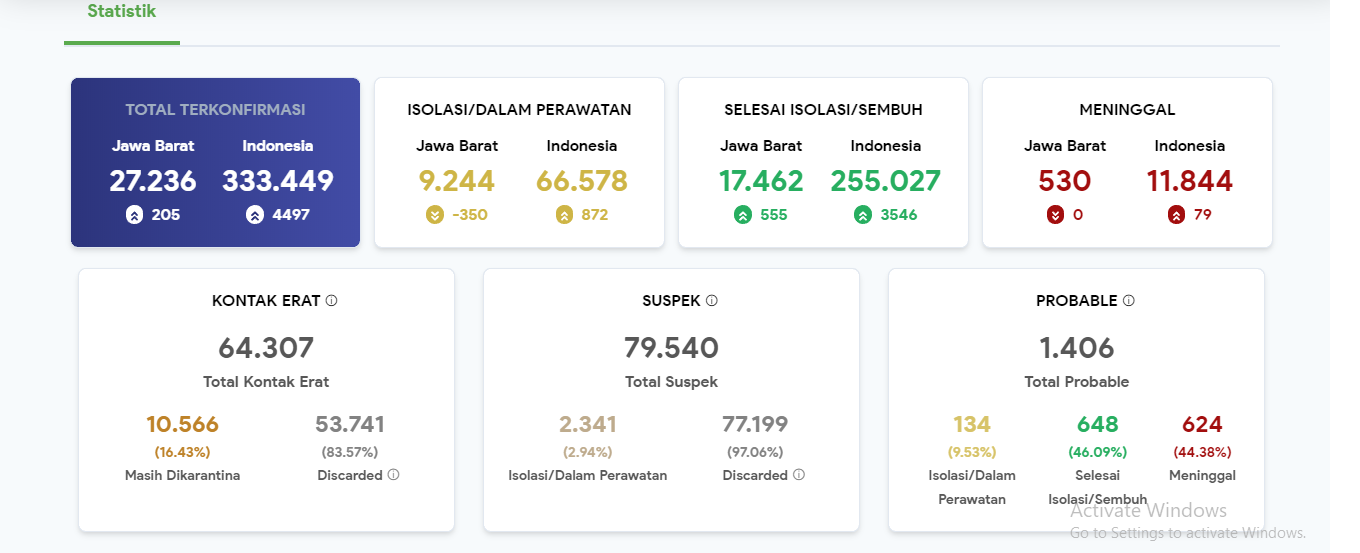 Statistik
TOTAL TERKONFIRMASI
Jawa Barat Indonesia
27.236 333.449
205 4497
ISOLASI/DALAM PERAWATAN
Jawa Barat Indonesia
9.244 66.578
-350 872
SELESAI ISOLASI/SEMBUH
Jawa Barat Indonesia
17.462 255.027
555 3546
MENINGGAL
Jawa Barat Indonesia
530 11.844
0 79
KONTAK ERAT
64.307
Total Kontak Erat
10.566 53.741
(16.43%) (83.57%)
Masih Dikarantina Discarded
SUSPEK
79.540
Total Suspek
2.341 77.199
(2.94%) (97.06%)
Isolasi/Dalam Perawatan Discarded
PROBABLE
1.406
Total Probable
134 648 624
(9.53%) (46.09%) (44.38%)
Isolasi/Dalam Selesai Meninggal
Perawatan Isolasi/Sembuh
Activate Windows
Go to Settings to activate Windows.